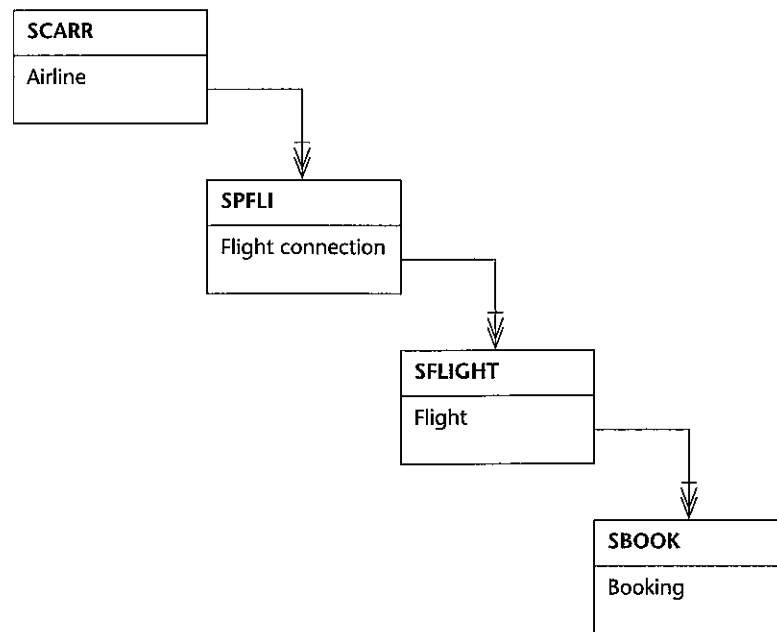 SCARR
Airline
SPFLI
Flight connection
SFLIGHT
Flight
SBOOK
Booking